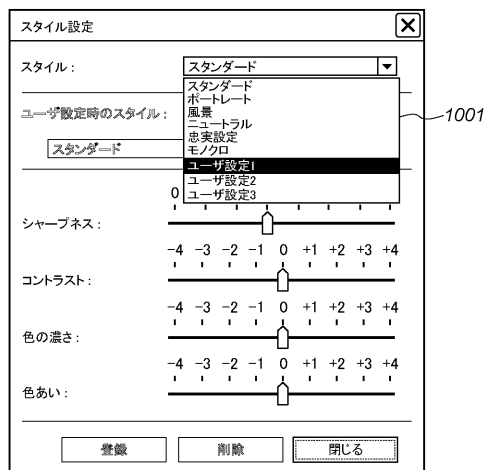 スタイル設定
スタイル：
スタンダード
スタンダード
ポートレート
風景
ニュートラル
忠実設定
モノクロ
ユーザ設定1
ユーザ設定2
ユーザ設定3
1001
ユーザ設定時のスタイル：
スタンダード
0
シャープネス：
-4 -3 -2 -1 0 +1 +2 +3 +4
コントラスト：
-4 -3 -2 -1 0 +1 +2 +3 +4
色の濃さ：
-4 -3 -2 -1 0 +1 +2 +3 +4
色あい：
登録 削除 閉じる